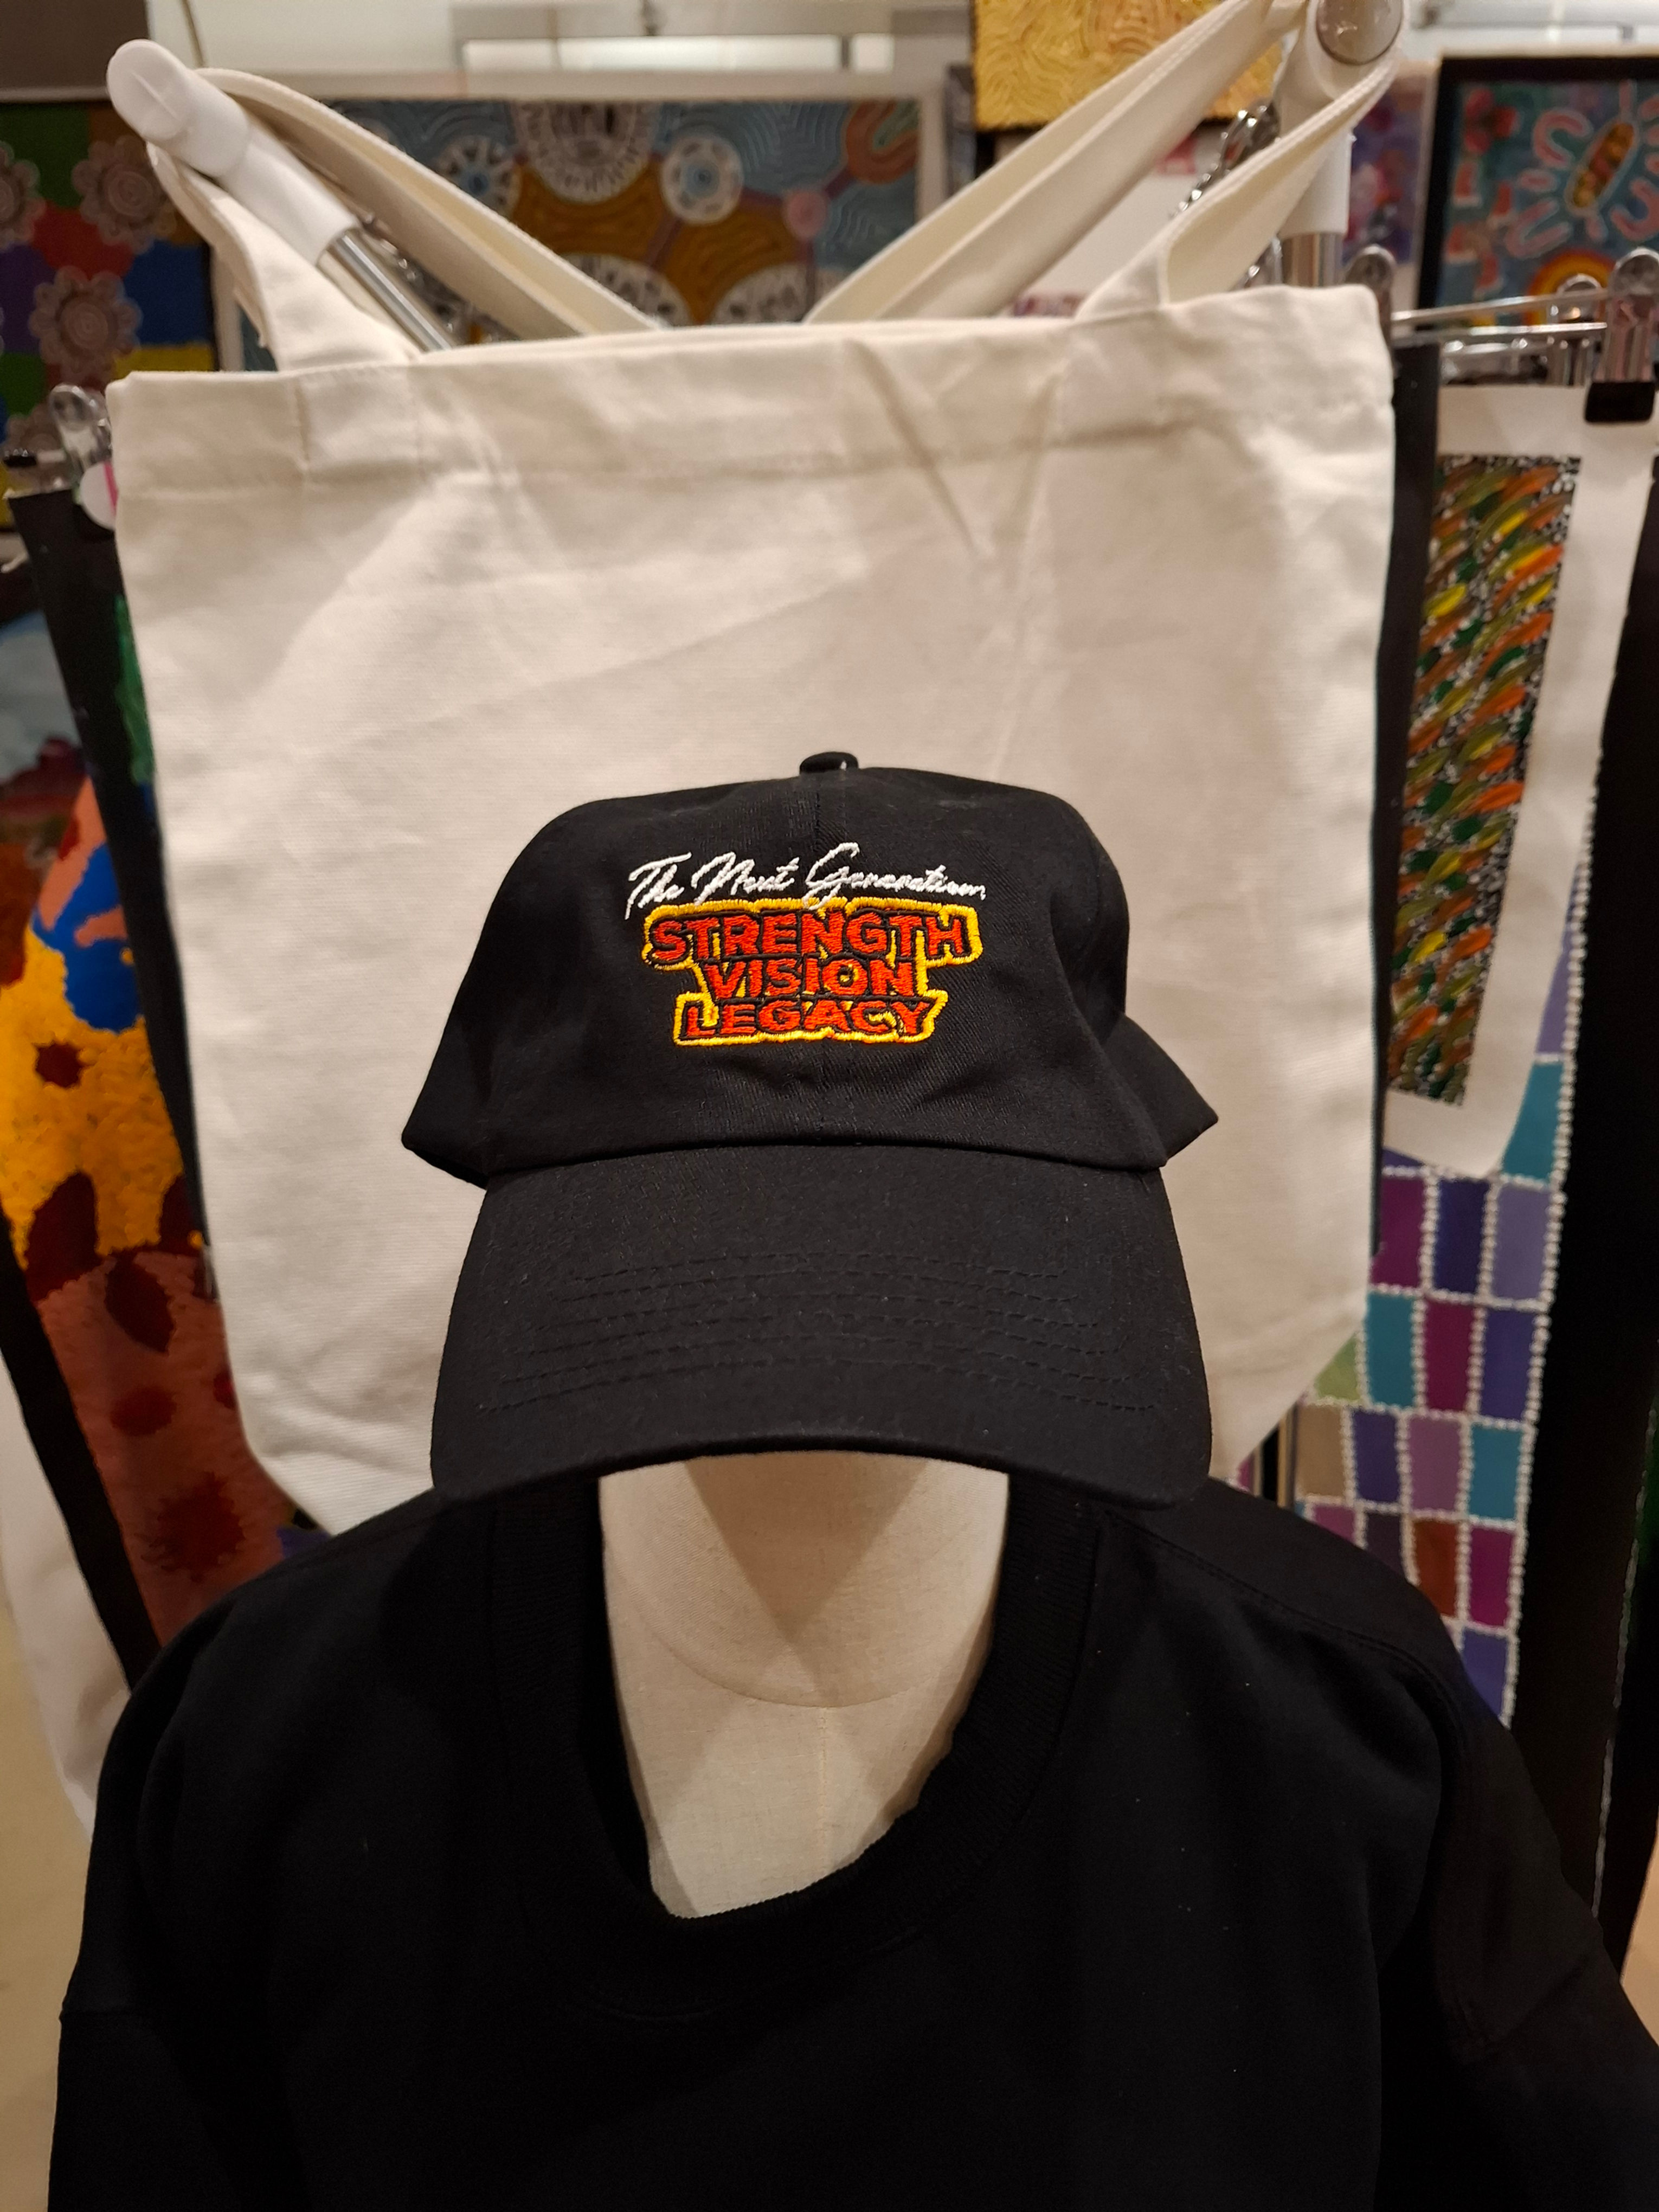 The Next Generation
STRENGTH
VISION
LEGACY